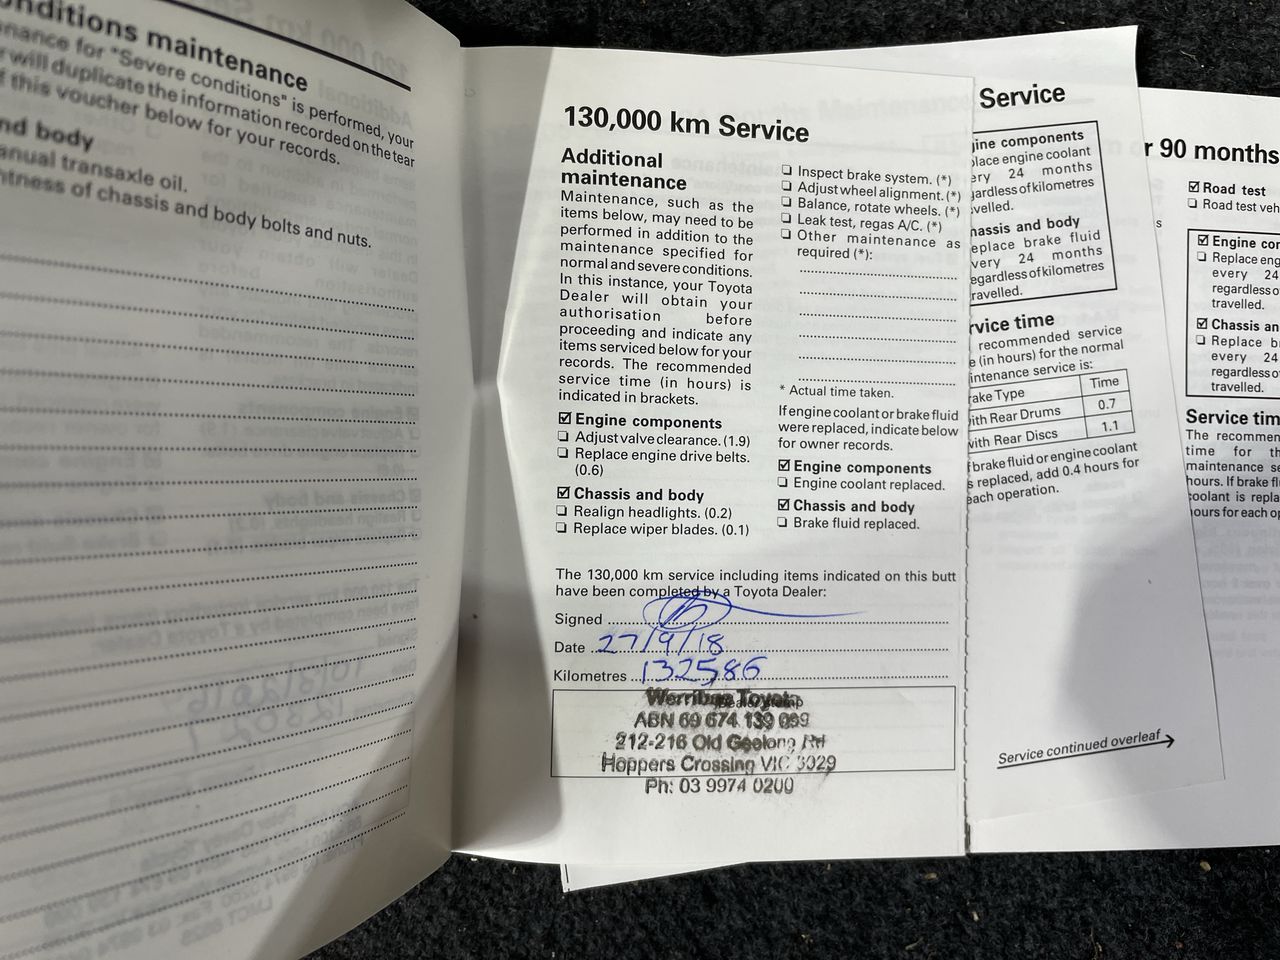 onditions maintenance
nance for "Severe conditions" is performed, your
r will duplicate the information recorded on the tear
t this voucher below for your records.
nd body
anual transaxle oil.
htness of chassis and body bolts and nuts.
130,000 km Service
Additional
maintenance
Maintenance, such as the
items below, may need to be
performed in addition to the
maintenance specified for
normal and severe conditions.
In this instance, your Toyota
Dealer will obtain your
authorisation before
proceeding and indicate any
items serviced below for your
records. The recommended
service time (in hours) is
indicated in brackets.
☑ Engine components
❏ Adjust valve clearance. (1.9)
❏ Replace engine drive belts.
(0.6)
☑ Chassis and body
❏ Realign headlights. (0.2)
❏ Replace wiper blades. (0.1)
❏ Inspect brake system. (*)
❏ Adjust wheel alignment. (*)
❏ Balance, rotate wheels. (*)
❏ Leak test, regas A/C. (*)
❏ Other maintenance as
required (*):
* Actual time taken.
If engine coolant or brake fluid
were replaced, indicate below
for owner records.
☑ Engine components
❏ Engine coolant replaced.
☑ Chassis and body
❏ Brake fluid replaced.
The 130,000 km service including items indicated on this butt
have been completed by a Toyota Dealer:
Signed
Date 27/9/18
Kilometres 132586
Werribee Toyota
ABN 69 674 139 099
212-216 Old Geelong Rd
Hoppers Crossing VIC 3029
Ph: 03 9974 0200
Service
gine components
place engine coolant
ery 24 months
gardless of kilometres
avelled.
hassis and body
eplace brake fluid
very 24 months
egardless of kilometres
ravelled.
rvice time
recommended service
e (in hours) for the normal
intenance service is:
ake Type Time
ith Rear Drums 0.7
with Rear Discs 1.1
f brake fluid or engine coolant
s replaced, add 0.4 hours for
each operation.
Service continued overleaf
r 90 months
☑ Road test
❏ Road test veh
s
☑ Engine cor
❏ Replace eng
every 24
regardless o
travelled.
☑ Chassis an
❏ Replace b
every 24
regardless
travelled.
Service tim
The recommen
time for th
maintenance se
hours. If brake fl
coolant is repla
hours for each op